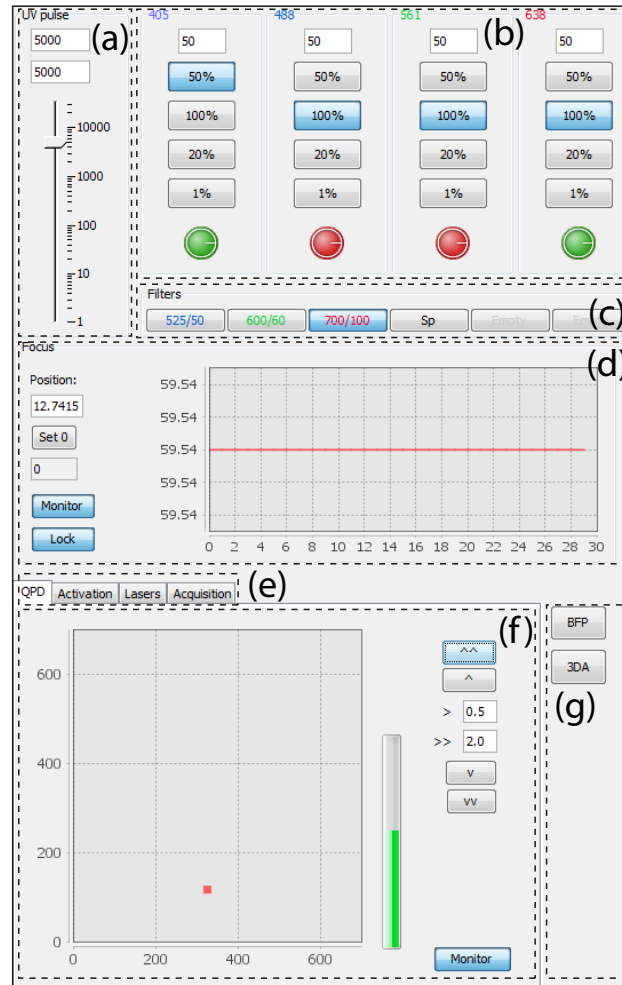 UV pulse
(a)
5000
5000
10000
1000
100
10
1
405
488
561
638
(b)
50
50
50
50
50%
50%
50%
50%
100%
100%
100%
100%
20%
20%
20%
20%
1%
1%
1%
1%
Filters
525/50
600/60
700/100
Sp
Empty
(c)
Focus
(d)
Position:
12.7415
Set 0
0
Monitor
Lock
59.54
59.54
59.54
59.54
59.54
0 2 4 6 8 10 12 14 16 18 20 22 24 26 28 30
QPD
Activation
Lasers
Acquisition
(e)
(f)
600
400
200
0
0 200 400 600
^^
^
> 0.5
>> 2.0
v
vv
Monitor
BFP
3DA
(g)